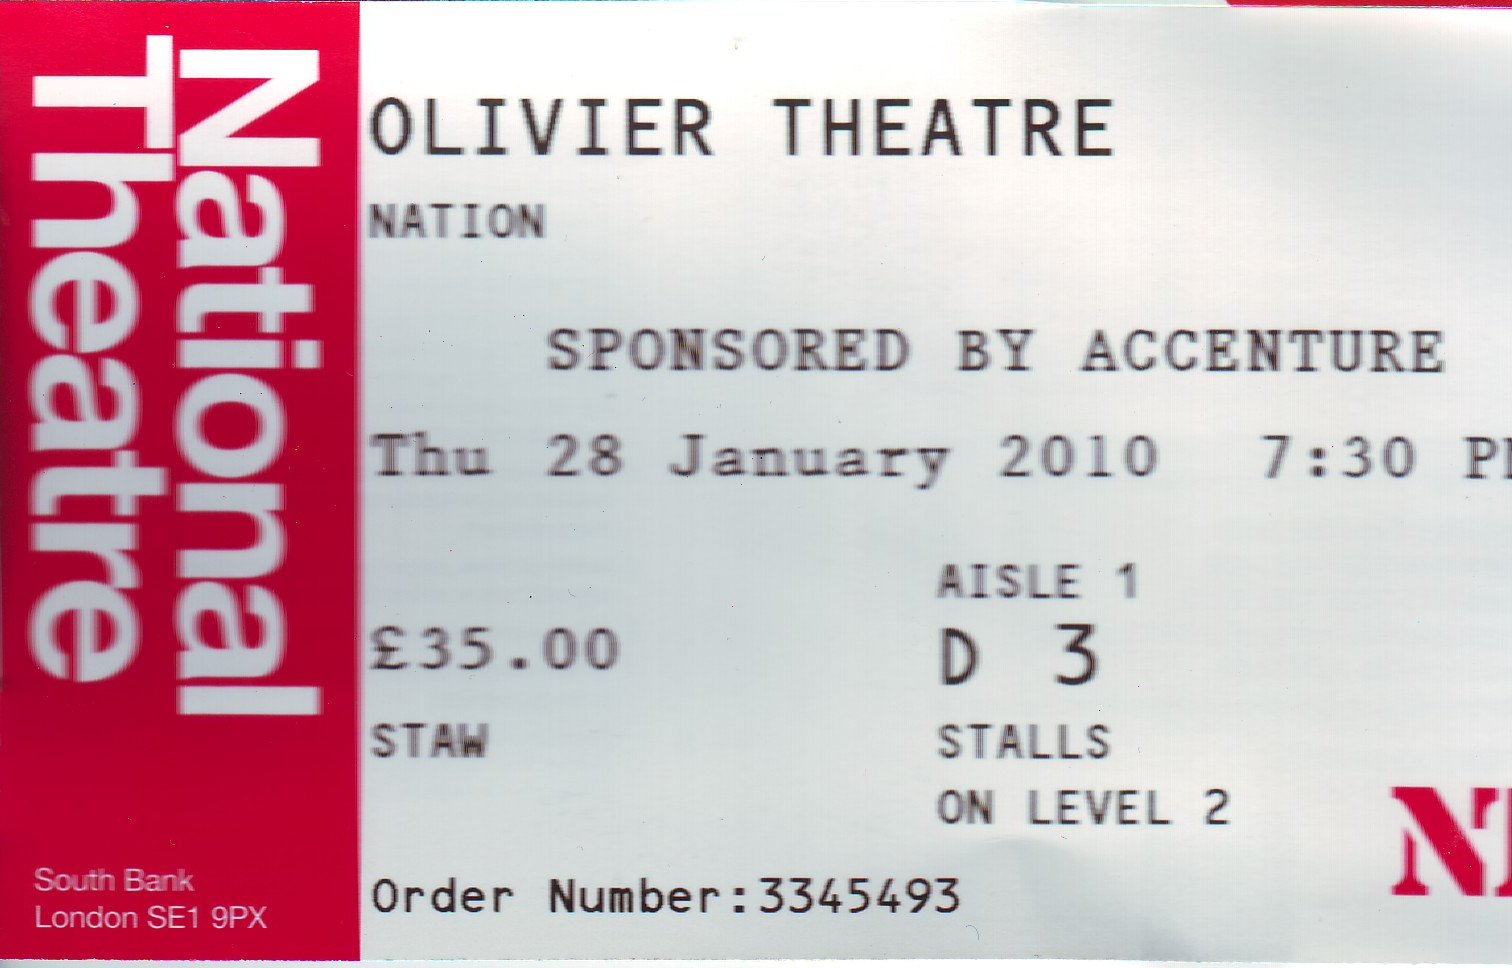 National
Theatre
South Bank
London SE1 9PX
OLIVIER THEATRE
NATION
SPONSORED BY ACCENTURE
Thu 28 January 2010 7:30 P
AISLE 1
£35.00
D 3
STAW
STALLS
ON LEVEL 2
Order Number:3345493
N